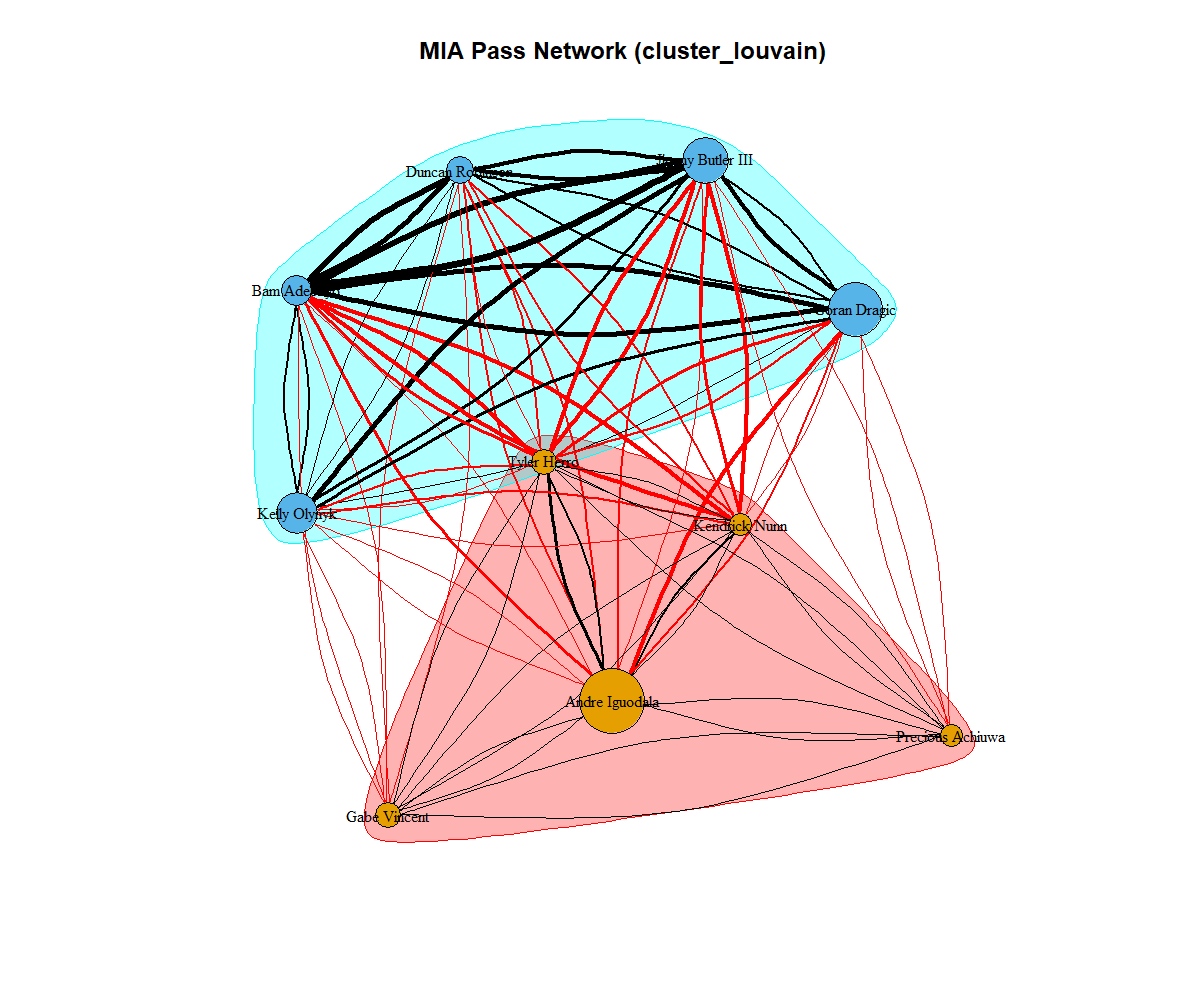 MIA Pass Network (cluster_louvain)
Duncan Robinson
Jimmy Butler III
Bam Adebayo
Goran Dragic
Tyler Herro
Kelly Olynyk
Kendrick Nunn
Andre Iguodala
Precious Achiuwa
Gabe Vincent